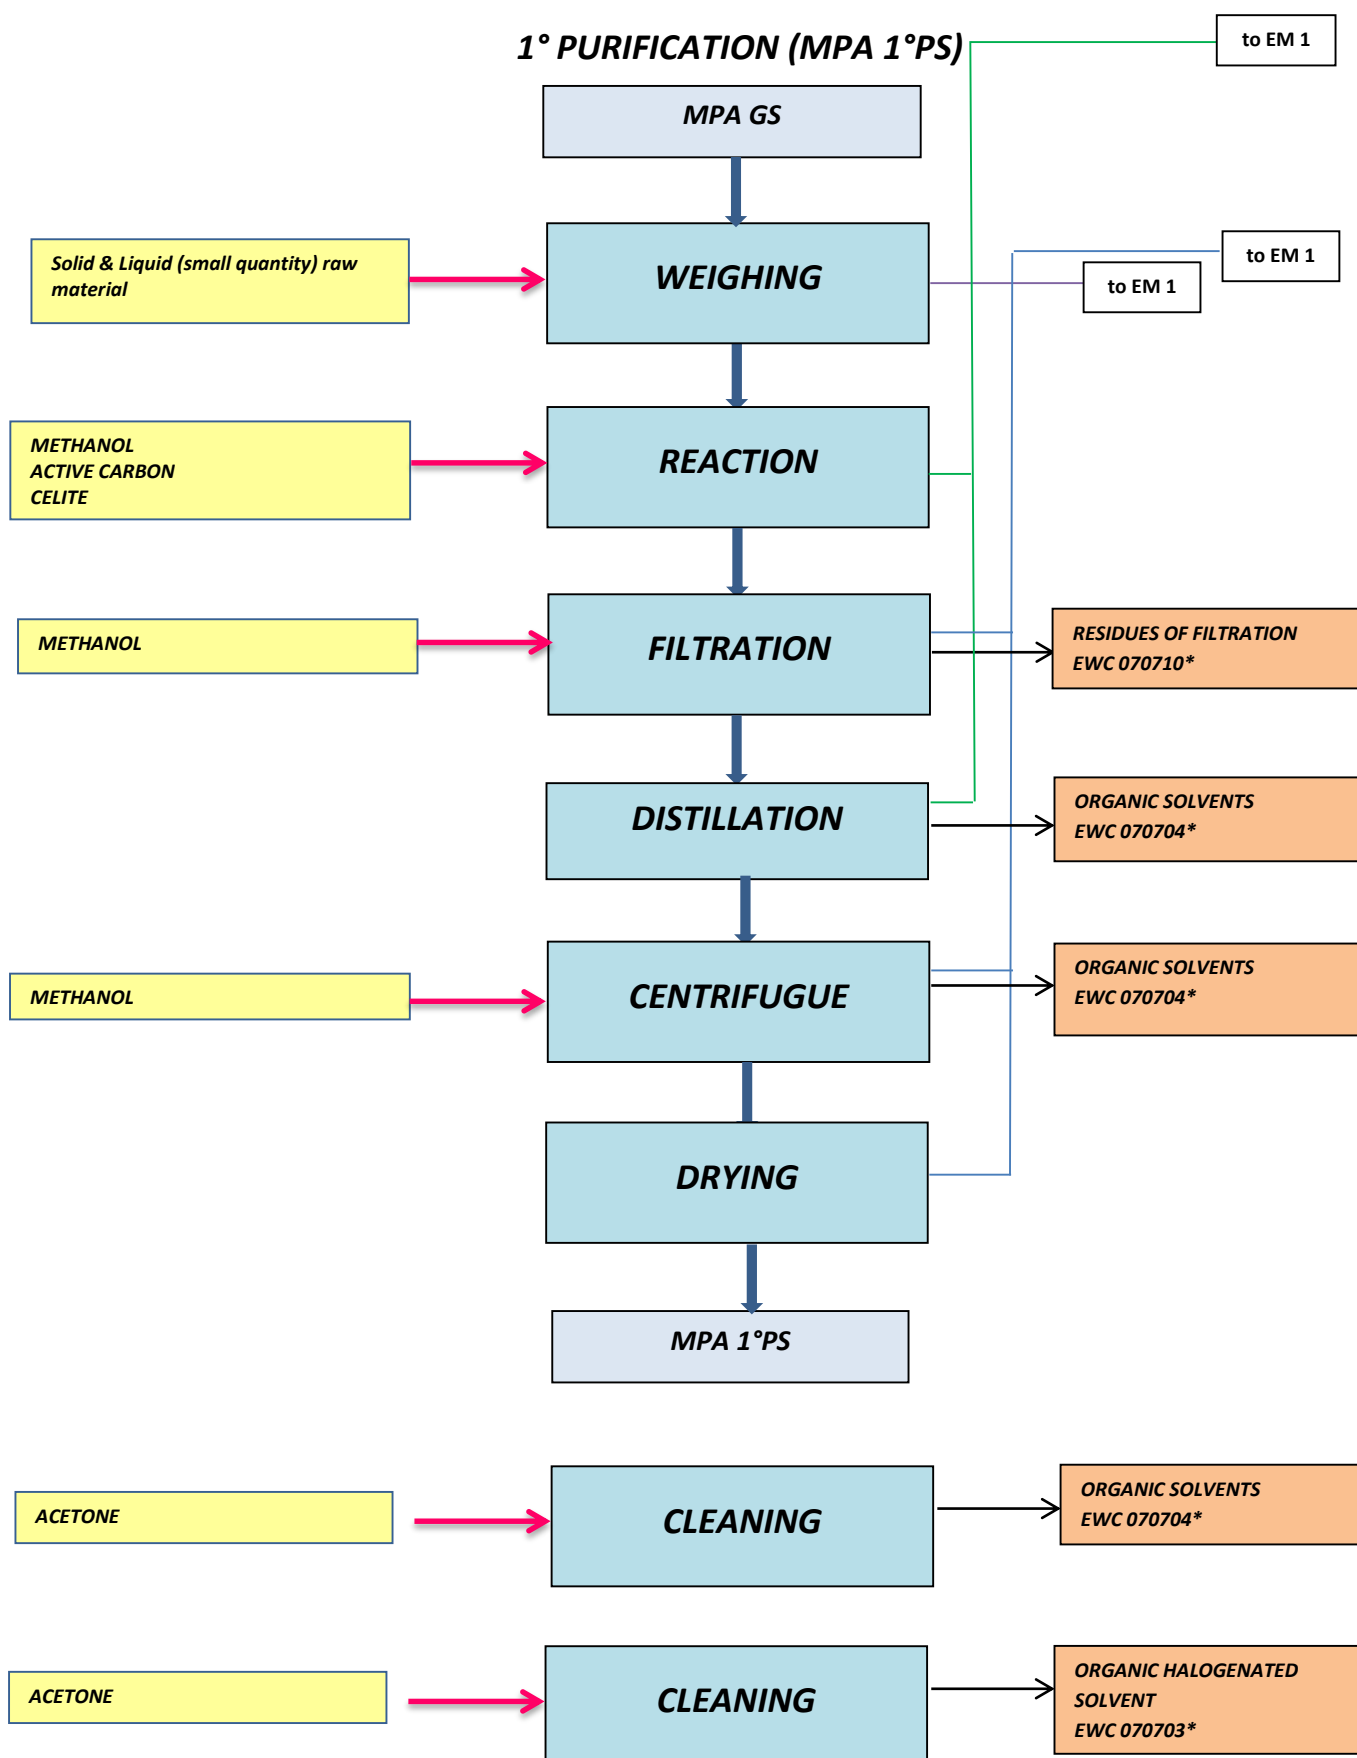 1° PURIFICATION (MPA 1°PS)
to EM 1
MPA GS
Solid & Liquid (small quantity) raw
material
WEIGHING
to EM 1
to EM 1
METHANOL
ACTIVE CARBON
CELITE
REACTION
METHANOL
FILTRATION
RESIDUES OF FILTRATION
EWC 070710*
DISTILLATION
ORGANIC SOLVENTS
EWC 070704*
METHANOL
CENTRIFUGUE
ORGANIC SOLVENTS
EWC 070704*
DRYING
MPA 1°PS
ACETONE
CLEANING
ORGANIC SOLVENTS
EWC 070704*
ACETONE
CLEANING
ORGANIC HALOGENATED
SOLVENT
EWC 070703*